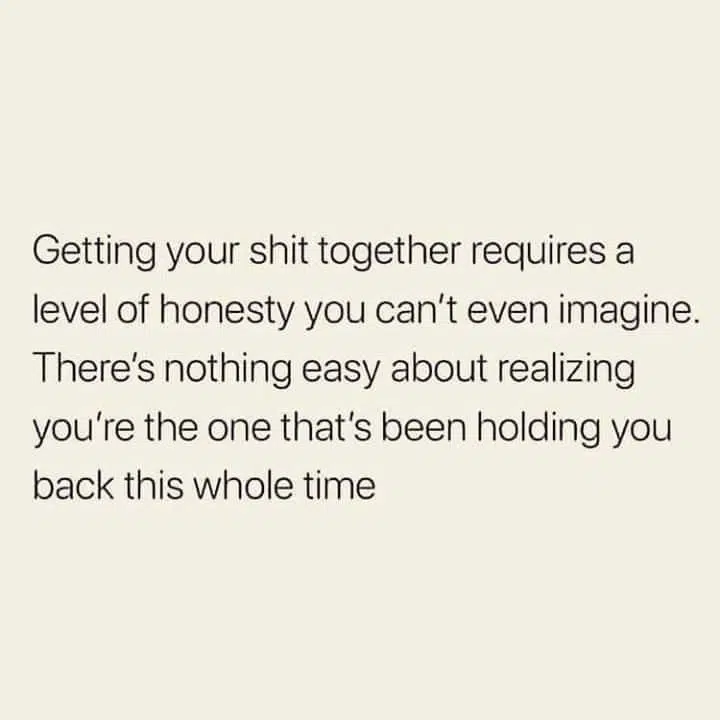 Getting your shit together requires a
level of honesty you can’t even imagine.
There’s nothing easy about realizing
you’re the one that’s been holding you
back this whole time